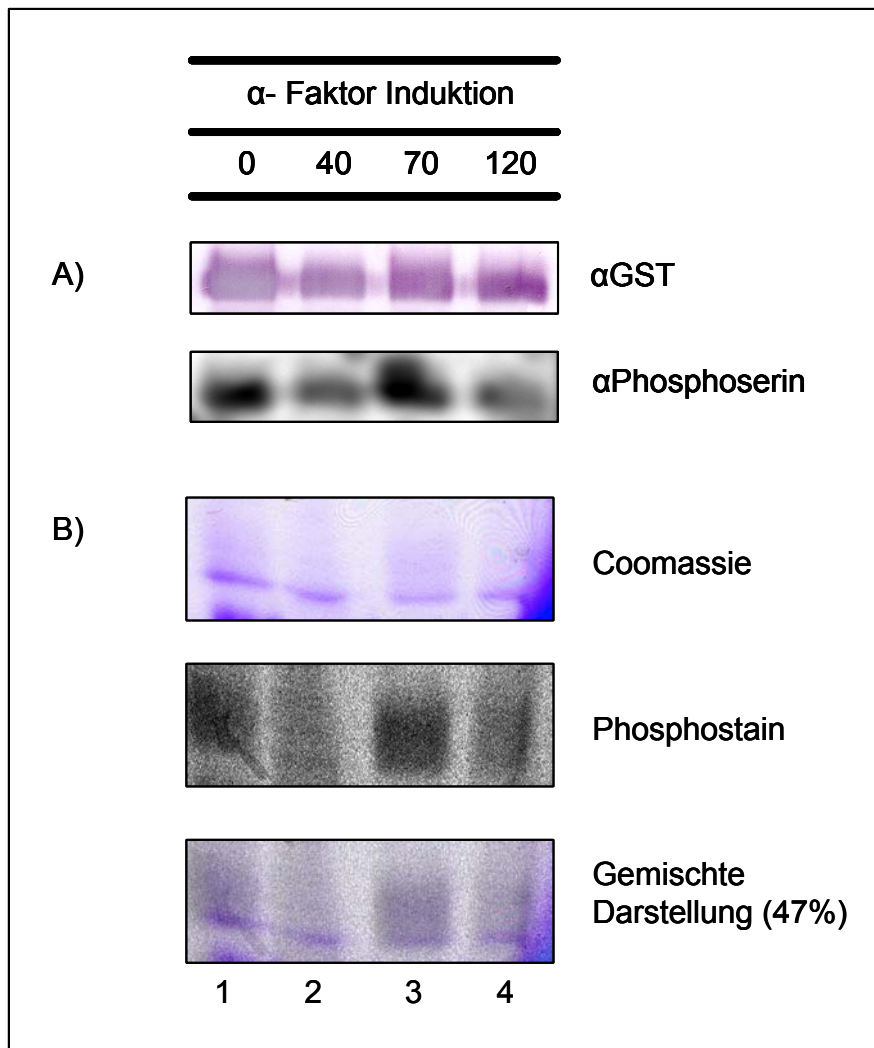 α- Faktor Induktion
0 40 70 120
A)
αGST
αPhosphoserin
B)
Coomassie
Phosphostain
Gemischte
Darstellung (47%)
1 2 3 4